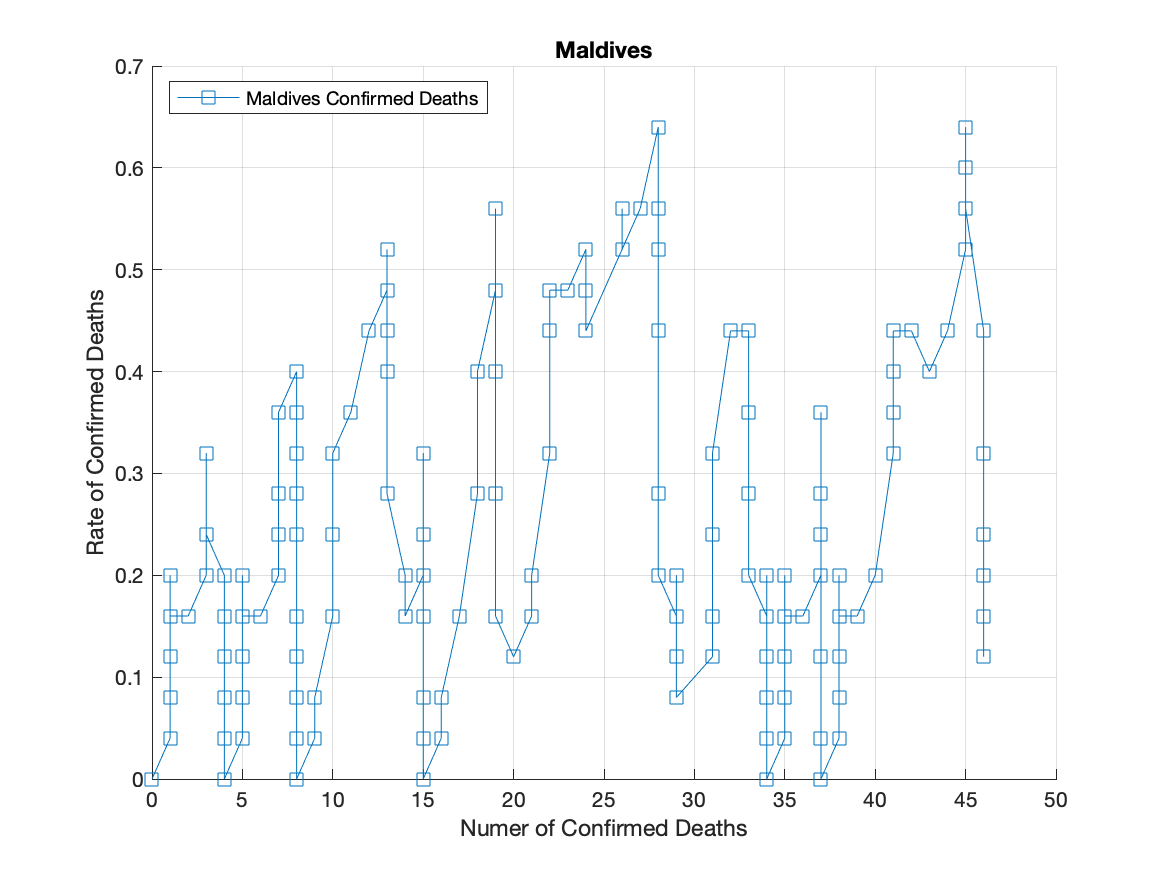 Maldives
0.7
Maldives Confirmed Deaths
0.6
0.5
0.4
0.3
0.2
0.1
0
Rate of Confirmed Deaths
0 5 10 15 20 25 30 35 40 45 50
Numer of Confirmed Deaths